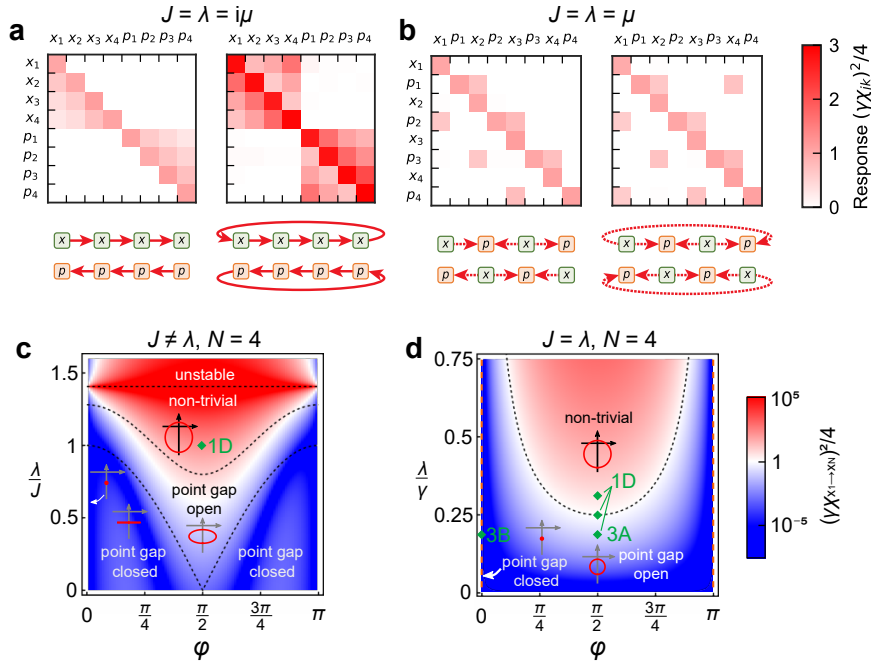 J = λ = iμ
J = λ = μ
a
x₁ x₂ x₃ x₄ p₁ p₂ p₃ p₄
x₁
x₂
x₃
x₄
p₁
p₂
p₃
p₄
x₁ x₂ x₃ x₄ p₁ p₂ p₃ p₄
x x x x
p p p p
x x x x
p p p p
b
x₁ p₁ x₂ p₂ x₃ p₃ x₄ p₄
x₁
p₁
x₂
p₂
x₃
p₃
x₄
p₄
x₁ p₁ x₂ p₂ x₃ p₃ x₄ p₄
x p x p
p x p x
x p x p
p x p x
3
2
1
0
Response (γχᵢₖ)²/4
c
J ≠ λ, N = 4
unstable
non-trivial
1D
point gap
open
point gap
closed
point gap
closed
1.5
1
0.5
0
λ/J
0 π/4 π/2 3π/4 π
φ
d
J = λ, N = 4
non-trivial
1D
3B
3A
point gap
closed
point gap
open
0.75
0.5
0.25
0
λ/γ
0 π/4 π/2 3π/4 π
φ
10⁵
1
10⁻⁵
(γχx₁→xN)²/4